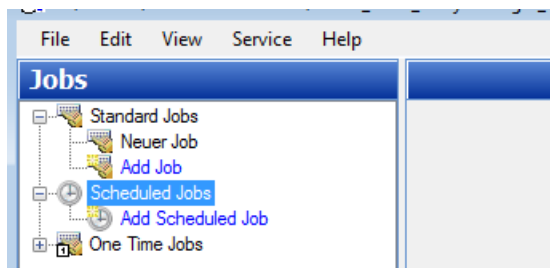 File Edit View Service Help
Jobs
Standard Jobs
Neuer Job
Add Job
Scheduled Jobs
Add Scheduled Job
1 One Time Jobs